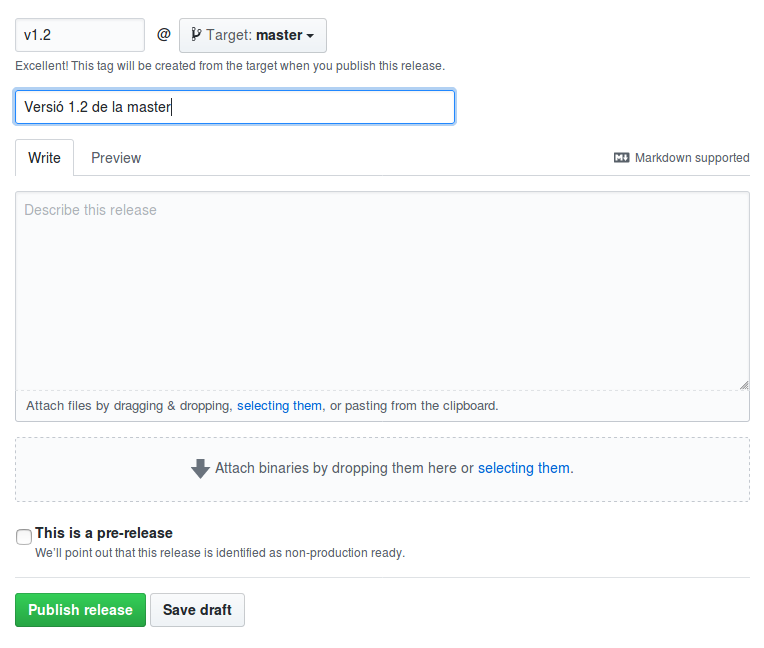 v1.2 @ Target: master
Excellent! This tag will be created from the target when you publish this release.
Versió 1.2 de la master
Write Preview Markdown supported
Describe this release
Attach files by dragging & dropping, selecting them, or pasting from the clipboard.
Attach binaries by dropping them here or selecting them.
This is a pre-release
We'll point out that this release is identified as non-production ready.
Publish release Save draft